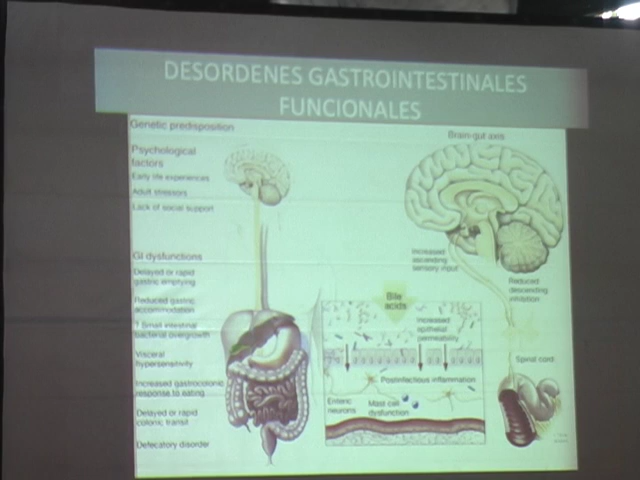 DESORDENES GASTROINTESTINALES
FUNCIONALES
Genetic predisposition
Psychological
factors
Early life experiences
Adult stressors
Lack of social support
GI dysfunctions
Delayed or rapid
gastric emptying
Reduced gastric
accommodation
↑ Small intestinal
bacterial overgrowth
Visceral
hypersensitivity
Increased gastrocolonic
response to eating
Delayed or rapid
colonic transit
Defecatory disorder
Bile
acids
Increased
epithelial
permeability
Postinfectious inflammation
Enteric
neurons
Mast cell
dysfunction
Brain-gut axis
Increased
ascending
sensory input
Reduced
descending
inhibition
Spinal cord